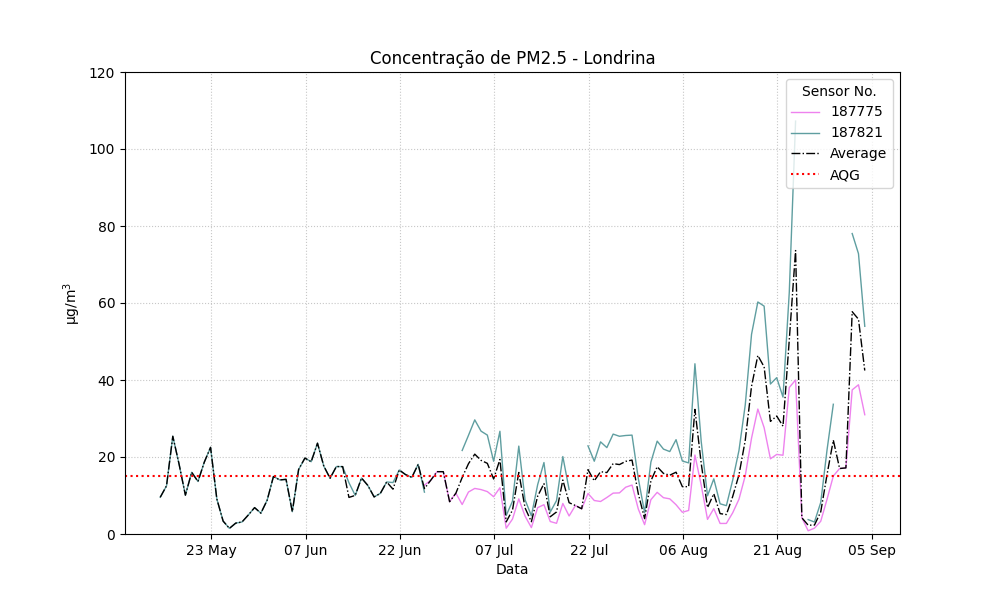 Concentração de PM2.5 - Londrina
120
100
80
60
40
20
0
µg/m³
Sensor No.
187775
187821
Average
AQG
23 May
07 Jun
22 Jun
07 Jul
22 Jul
06 Aug
21 Aug
05 Sep
Data